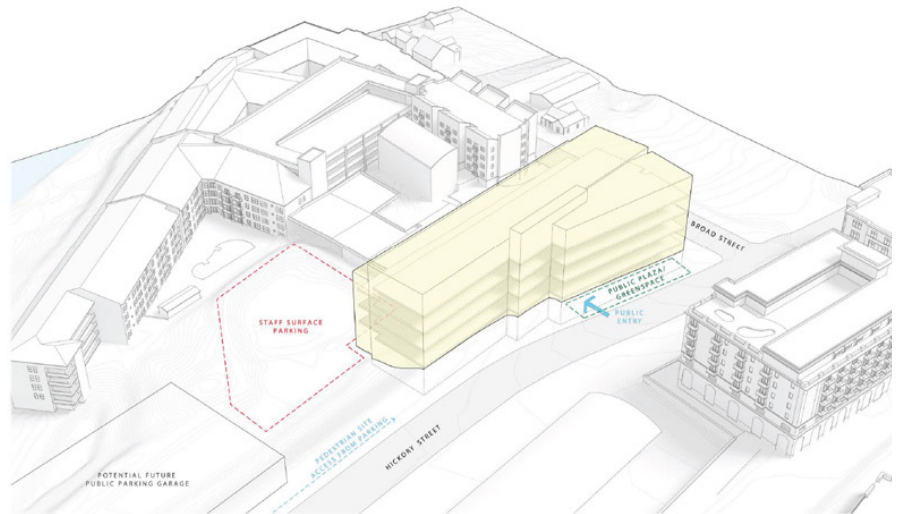 BROAD STREET
PUBLIC PLAZA/
GREENSPACE
PUBLIC
ENTRY
STAFF SURFACE
PARKING
PEDESTRIAN SITE
ACCESS FROM PARKING
HICKORY STREET
POTENTIAL FUTURE
PUBLIC PARKING GARAGE